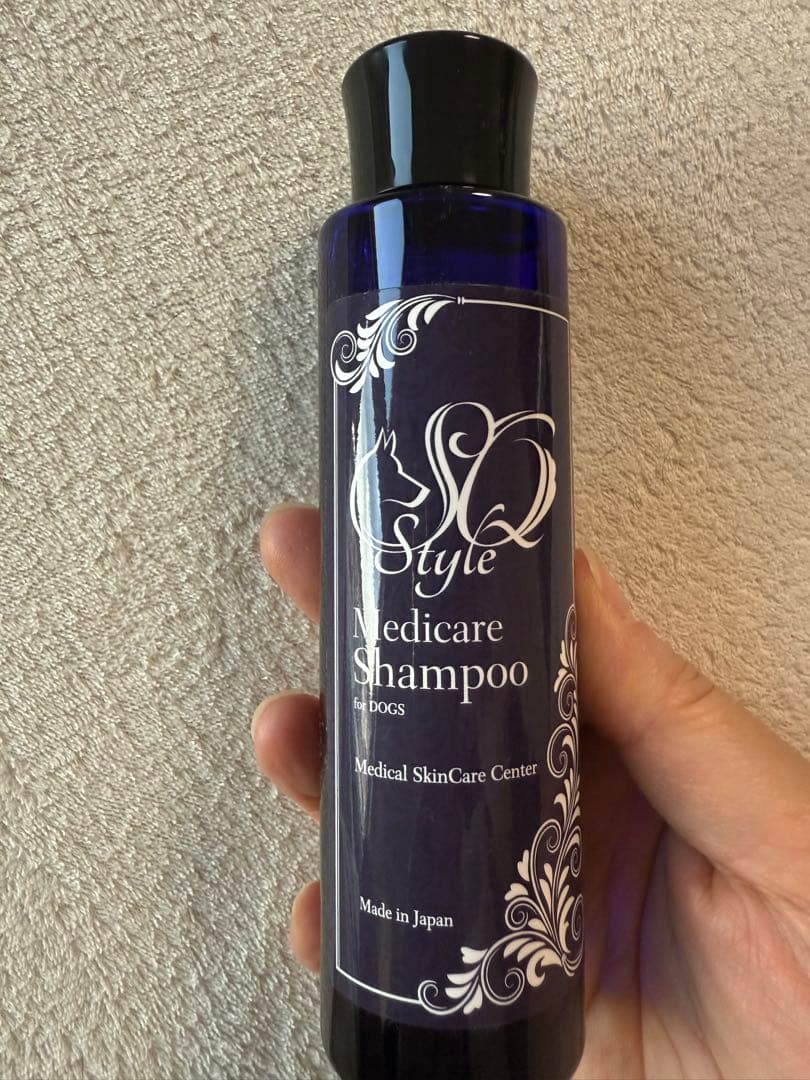 SQ
Style
Medicare
Shampoo
for DOGS
Medical SkinCare Center
Made in Japan